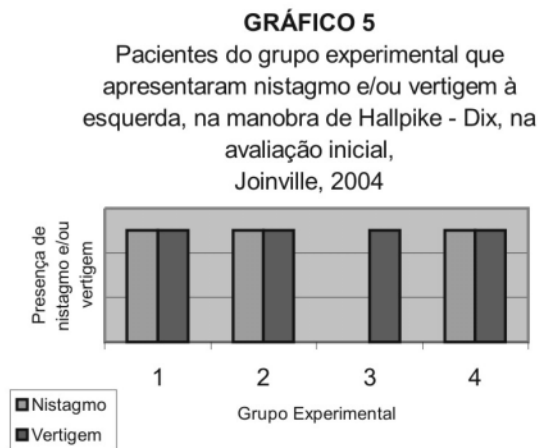 GRÁFICO 5
Pacientes do grupo experimental que
apresentaram nistagmo e/ou vertigem à
esquerda, na manobra de Hallpike - Dix, na
avaliação inicial,
Joinville, 2004
Presença de
nistagmo e/ou
vertigem
1 2 3 4
Grupo Experimental
Nistagmo
Vertigem